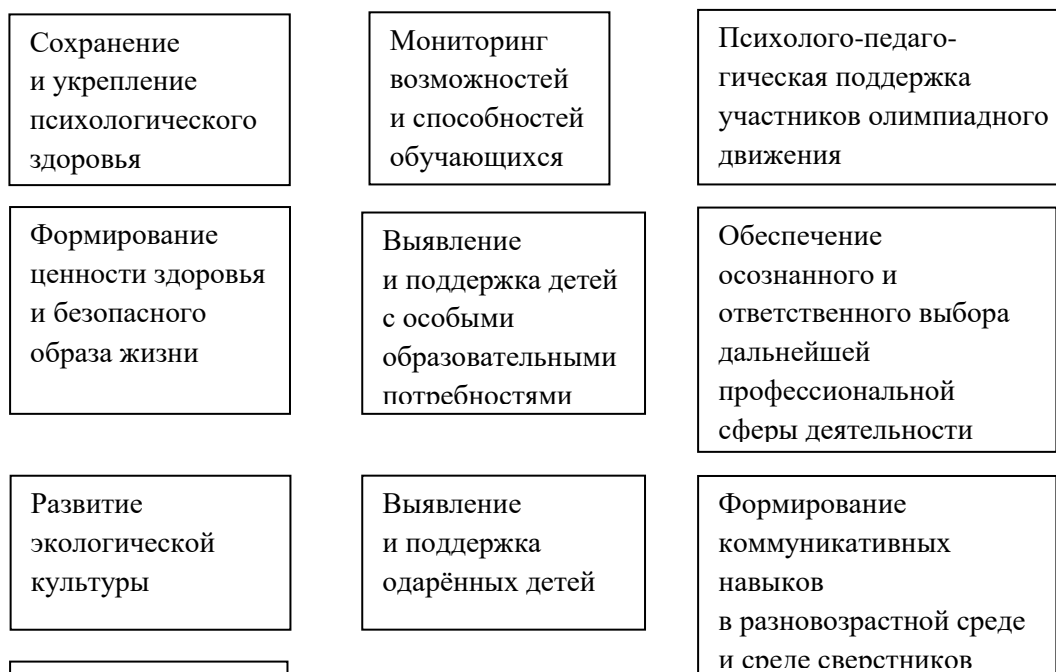 Сохранение
и укрепление
психологического
здоровья
Мониторинг
возможностей
и способностей
обучающихся
Психолого-педаго-
гическая поддержка
участников олимпиадного
движения
Формирование
ценности здоровья
и безопасного
образа жизни
Выявление
и поддержка детей
с особыми
образовательными
потребностями
Обеспечение
осознанного и
ответственного выбора
дальнейшей
профессиональной
сферы деятельности
Развитие
экологической
культуры
Выявление
и поддержка
одарённых детей
Формирование
коммуникативных
навыков
в разновозрастной среде
и среде сверстников